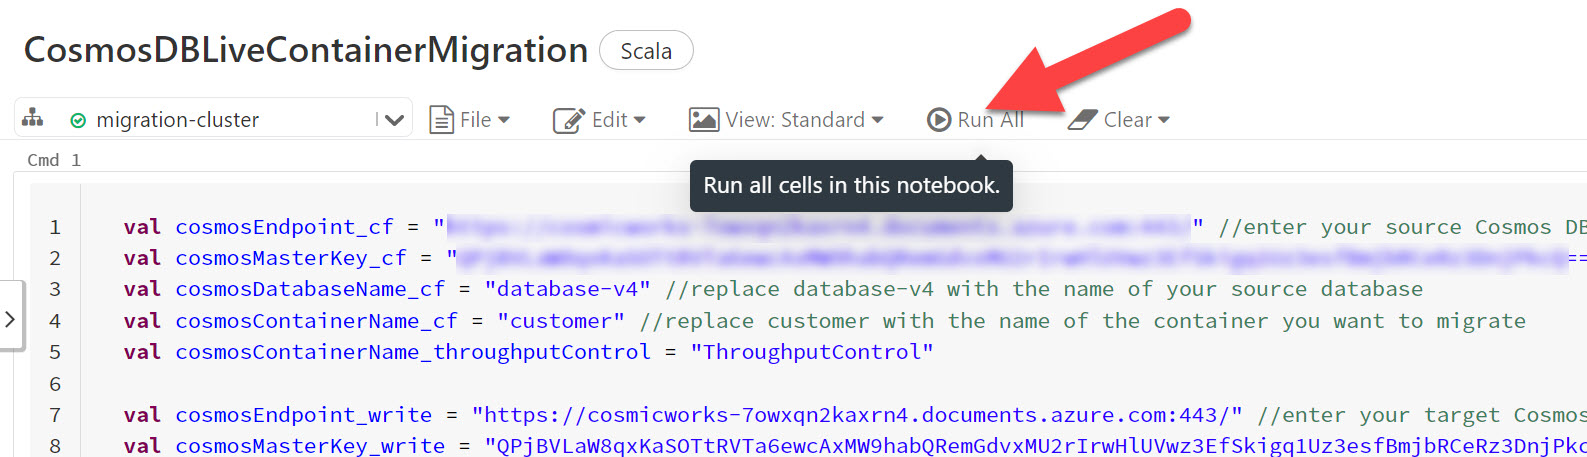 CosmosDBLiveContainerMigration Scala
migration-cluster File Edit View: Standard Run All Clear
Cmd 1
Run all cells in this notebook.
1 val cosmosEndpoint_cf = " " //enter your source Cosmos DB
2 val cosmosMasterKey_cf = " ==
3 val cosmosDatabaseName_cf = "database-v4" //replace database-v4 with the name of your source database
4 val cosmosContainerName_cf = "customer" //replace customer with the name of the container you want to migrate
5 val cosmosContainerName_throughputControl = "ThroughputControl"
6
7 val cosmosEndpoint_write = "https://cosmicworks-7owxqn2kaxrn4.documents.azure.com:443/" //enter your target Cosmos
8 val cosmosMasterKey_write = "QPjBVLaW8qxKaSOTtRVTa6ewcAxMW9habQRemGdvxMU2rIrwHlUVwz3EfSkigq1Uz3esfBmjbRCeRz3DnjPkc